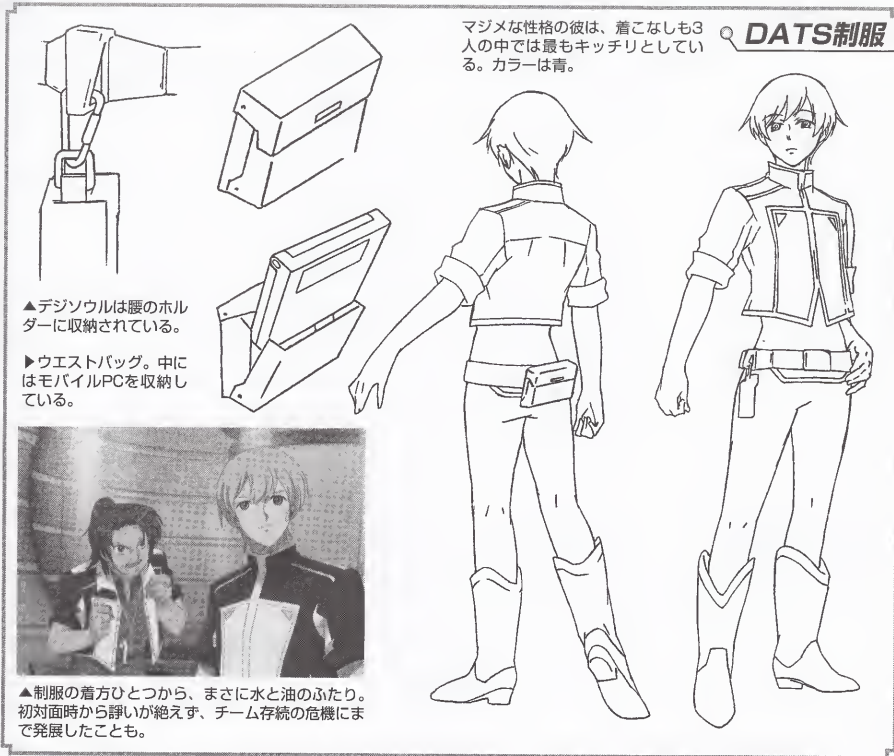 DATS制服
マジメな性格の彼は、着こなしも3
人の中では最もキッチリとしてい
る。カラーは青。
▲デジソウルは腰のホル
ダーに収納されている。
▶ウエストバッグ。中に
はモバイルPCを収納し
ている。
▲制服の着方ひとつから、まさに水と油のふたり。
初対面時から諍いが絶えず、チーム存続の危機にま
で発展したことも。